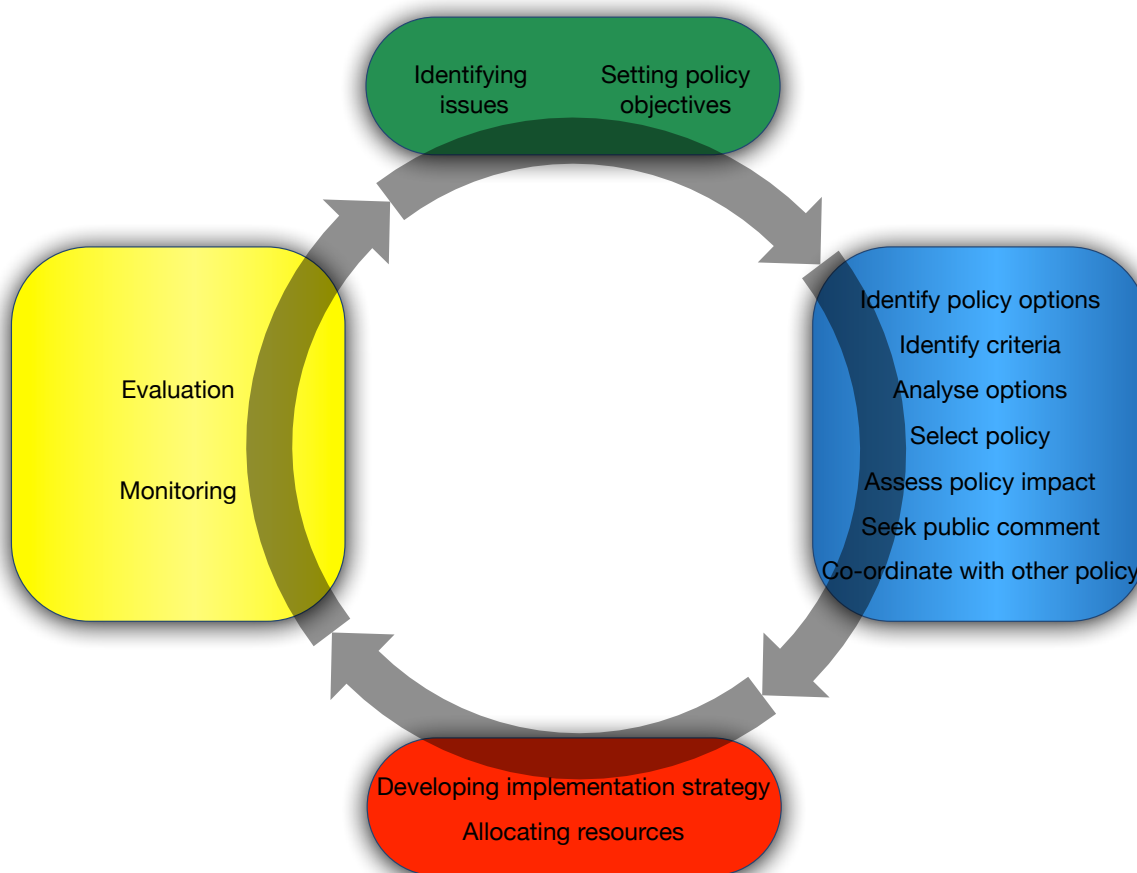 Identifying
issues
Setting policy
objectives
Identify policy options
Identify criteria
Analyse options
Select policy
Assess policy impact
Seek public comment
Co-ordinate with other policy
Developing implementation strategy
Allocating resources
Evaluation
Monitoring